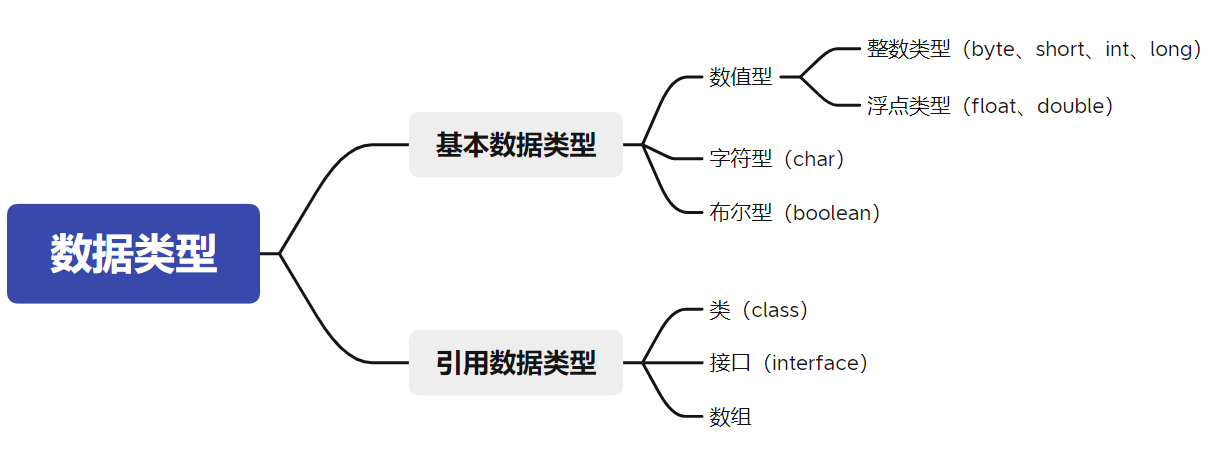 数据类型
基本数据类型
数值型
整数类型（byte、short、int、long）
浮点类型（float、double）
字符型（char）
布尔型（boolean）
引用数据类型
类（class）
接口（interface）
数组